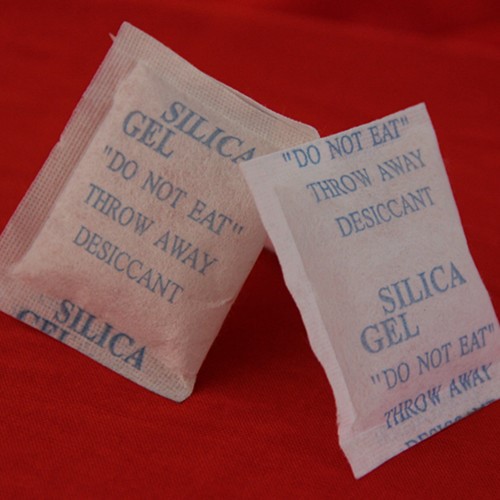 SILICA
GEL
"DO NOT EAT"
THROW AWAY
DESICCANT
SILICA
GEL
"DO NOT EAT"
THROW AWAY
DESICCANT
SILICA
GEL
"DO NOT EAT"
THROW AWAY